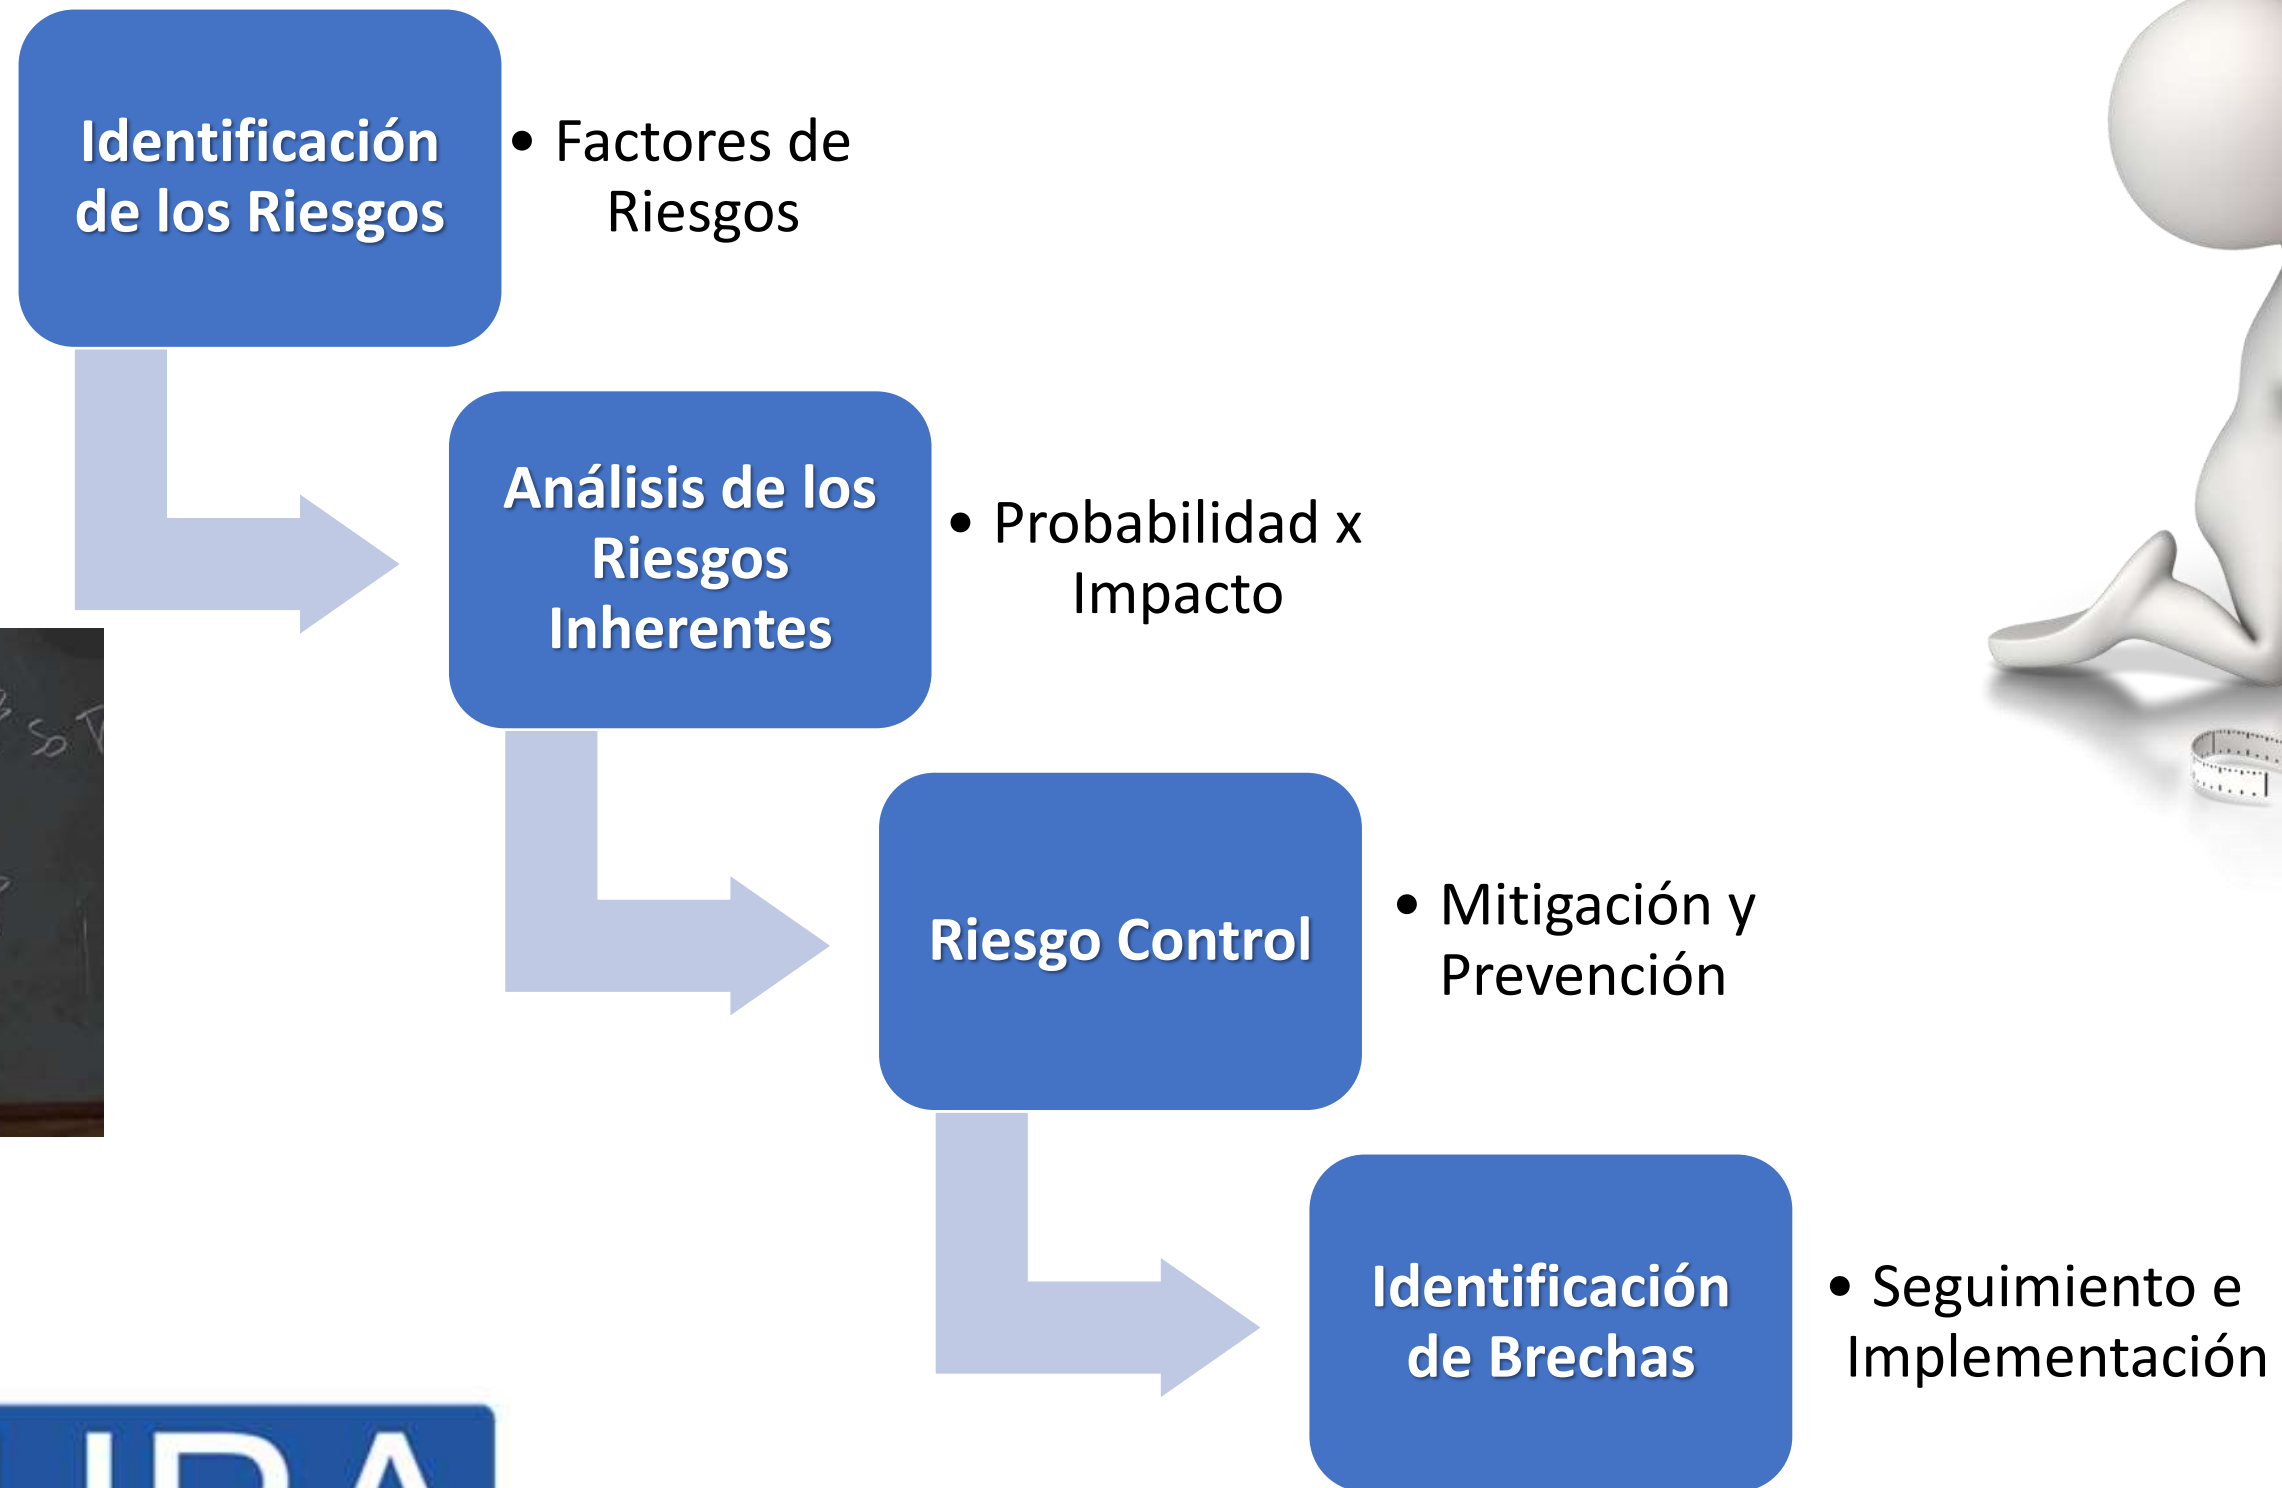 Identificación
de los Riesgos
• Factores de
Riesgos
Análisis de los
Riesgos
Inherentes
• Probabilidad x
Impacto
Riesgo Control
• Mitigación y
Prevención
Identificación
de Brechas
• Seguimiento e
Implementación